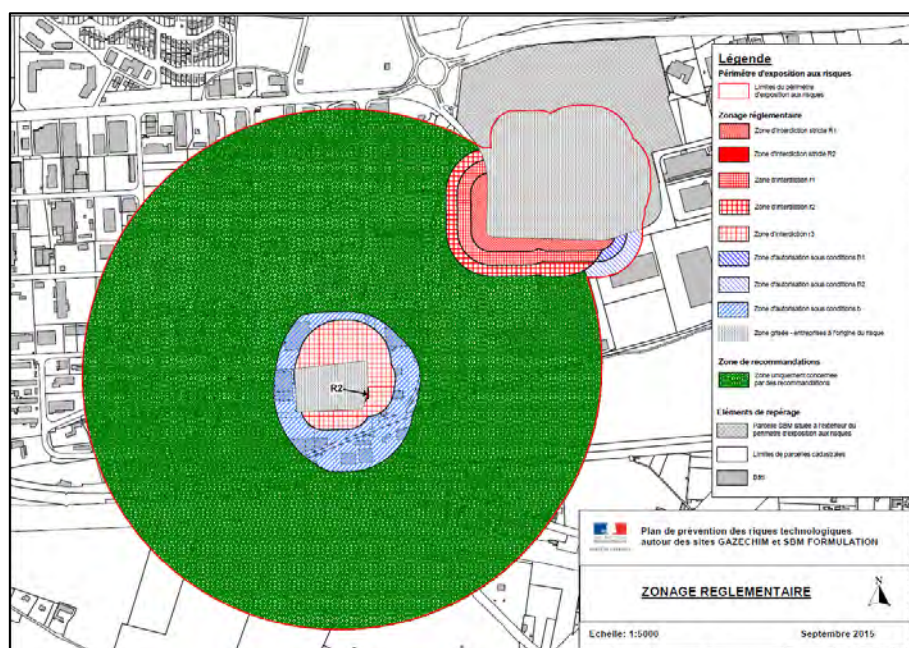 Légende
Périmètre d'exposition aux risques
Limites du périmètre
d'exposition aux risques
Zonage réglementaire
Zone d'interdiction stricte R1
Zone d'interdiction stricte R2
Zone d'interdiction r1
Zone d'interdiction r2
Zone d'interdiction r3
Zone d'autorisation sous conditions B1
Zone d'autorisation sous conditions B2
Zone d'autorisation sous conditions b
Zone grisée - entreprises à l'origine du risque
Zone de recommandations
Zone uniquement concernée
par des recommandations
Eléments de repérage
Parcelle SBM située à l'extérieur du
périmètre d'exposition aux risques
Limites de parcelles cadastrales
Bâti
R2
Plan de prévention des riques technologiques
autour des sites GAZECHIM et SBM FORMULATION
ZONAGE REGLEMENTAIRE
N
Echelle: 1:5000
Septembre 2015